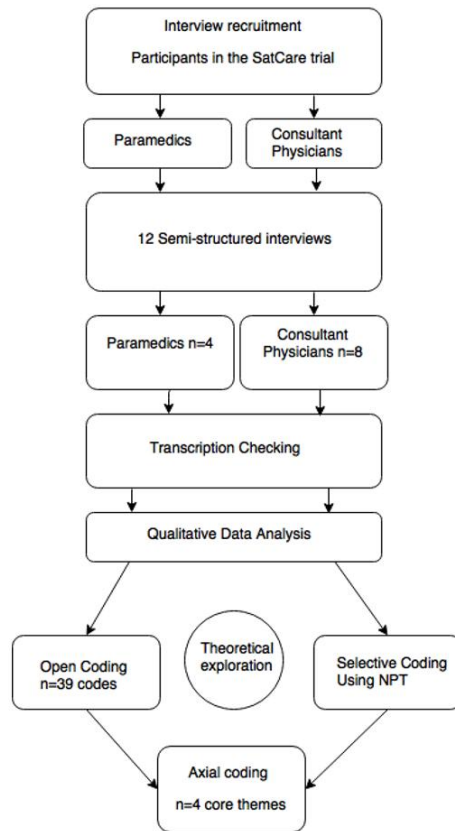 Interview recruitment
Participants in the SatCare trial
Paramedics
Consultant
Physicians
12 Semi-structured interviews
Paramedics n=4
Consultant
Physicians n=8
Transcription Checking
Qualitative Data Analysis
Open Coding
n=39 codes
Theoretical
exploration
Selective Coding
Using NPT
Axial coding
n=4 core themes